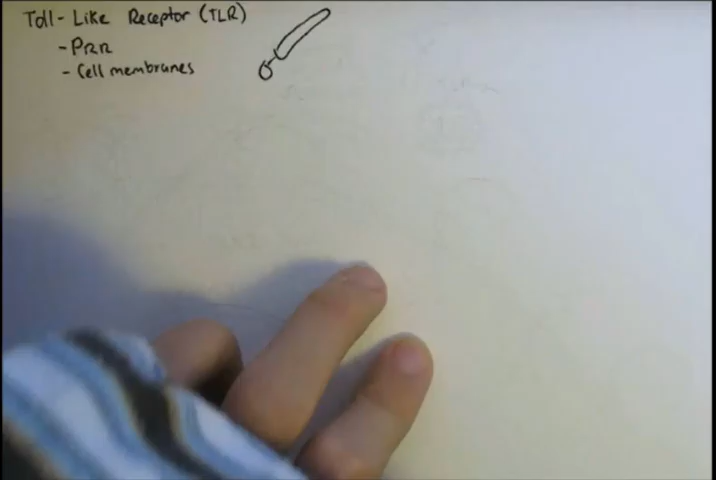 Toll-Like Receptor (TLR)
- PRR
- Cell membranes